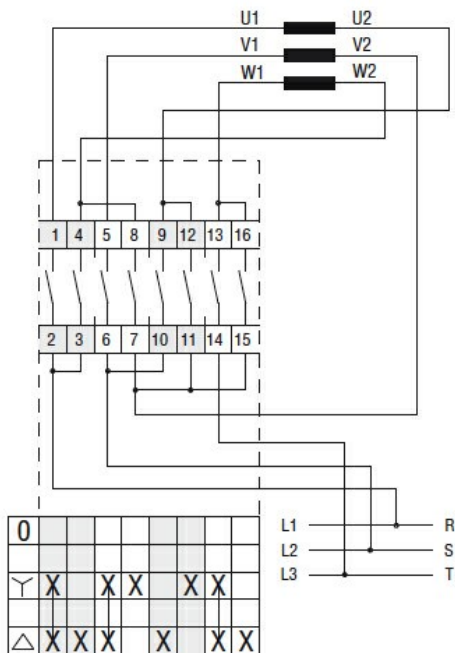 U1 U2
V1 V2
W1 W2
1 4 5 8 9 12 13 16
2 3 6 7 10 11 14 15
L1 R
L2 S
L3 T
0
Y X X X X X
△ X X X X X X